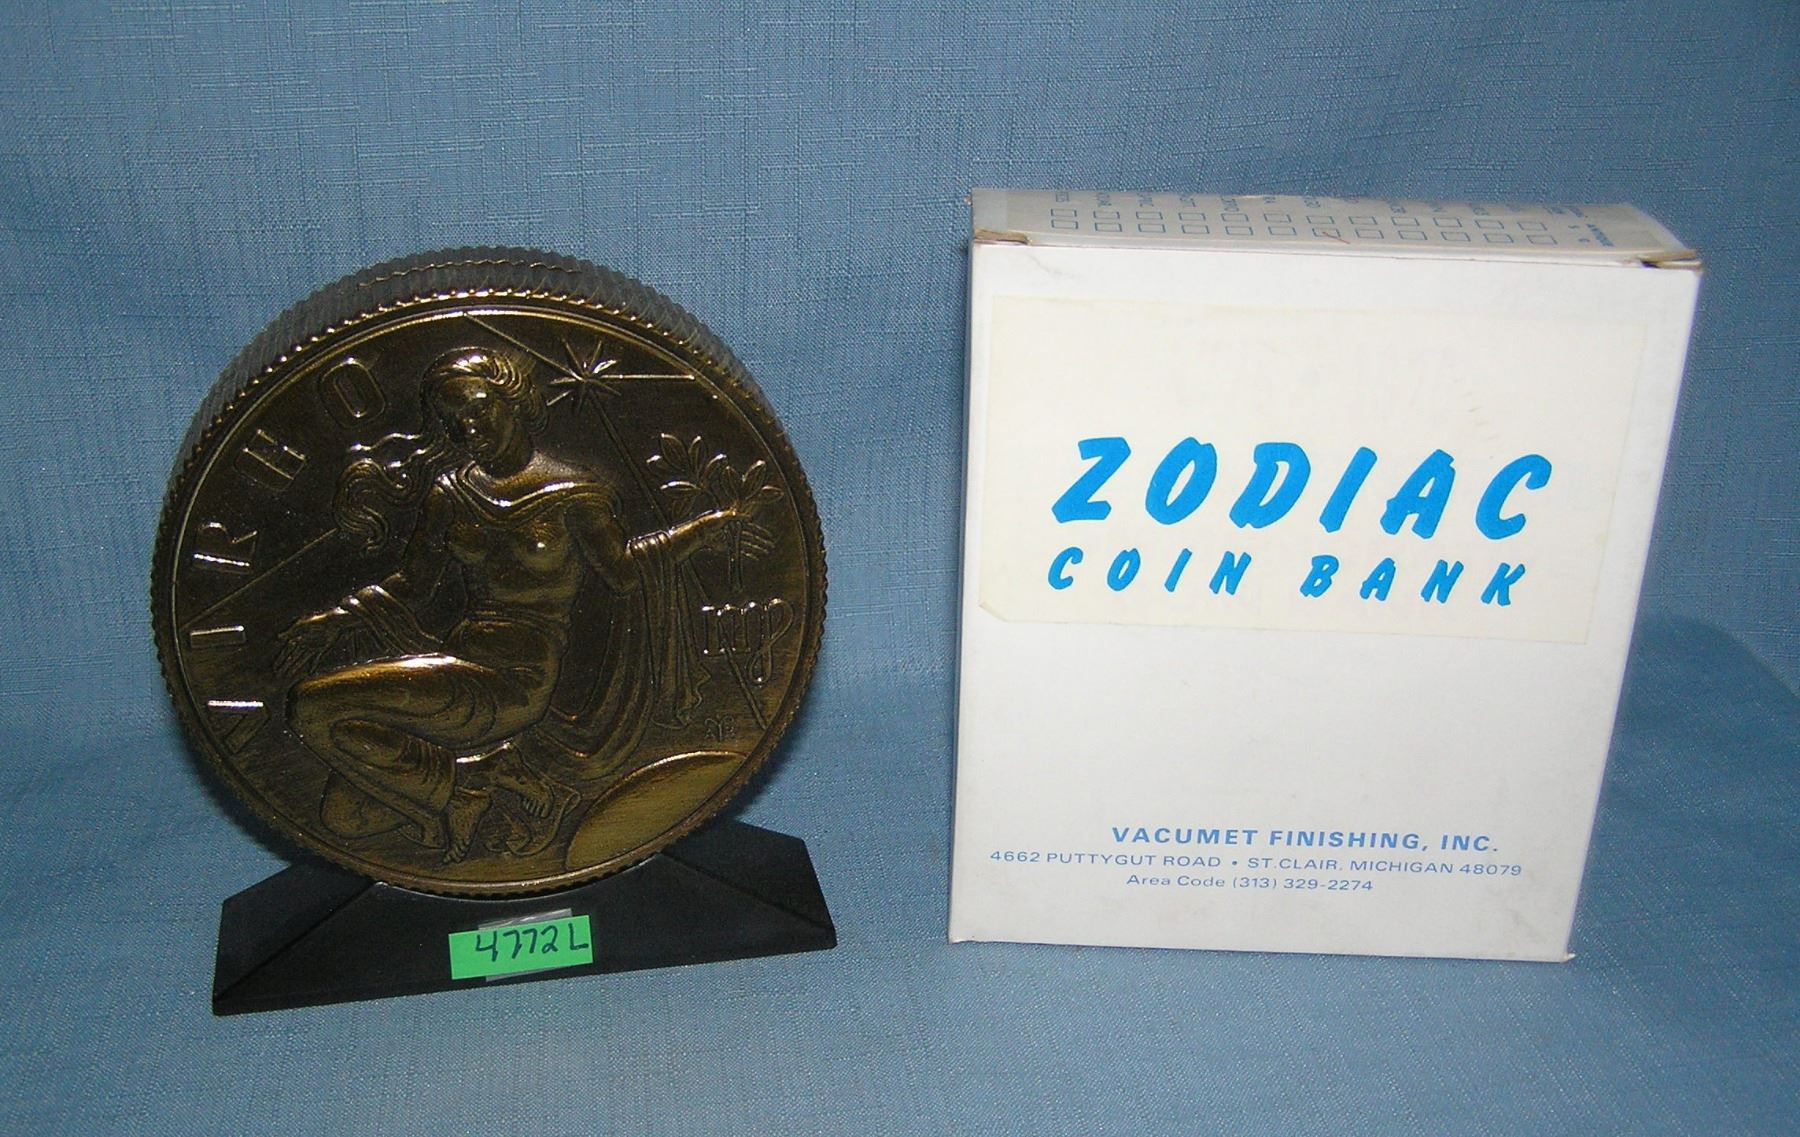 VIRHO
♍
4772L
ZODIAC
COIN BANK
VACUMET FINISHING, INC.
4662 PUTTYGUT ROAD • ST. CLAIR, MICHIGAN 48079
Area Code (313) 329-2274